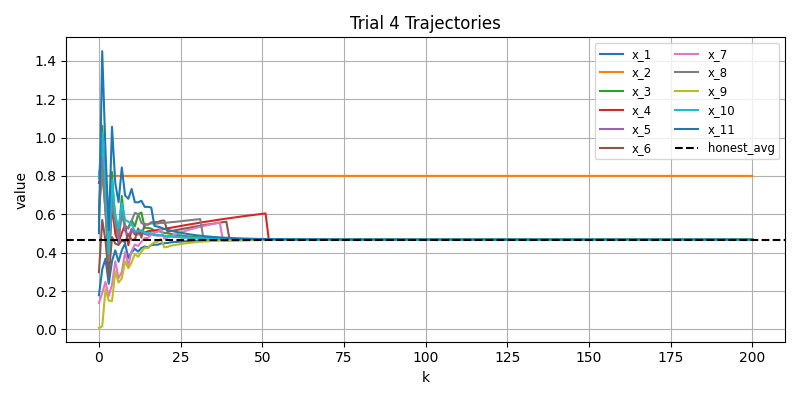 Trial 4 Trajectories
value
1.4
1.2
1.0
0.8
0.6
0.4
0.2
0.0
x_1
x_2
x_3
x_4
x_5
x_6
x_7
x_8
x_9
x_10
x_11
honest_avg
0
25
50
75
100
125
150
175
200
k